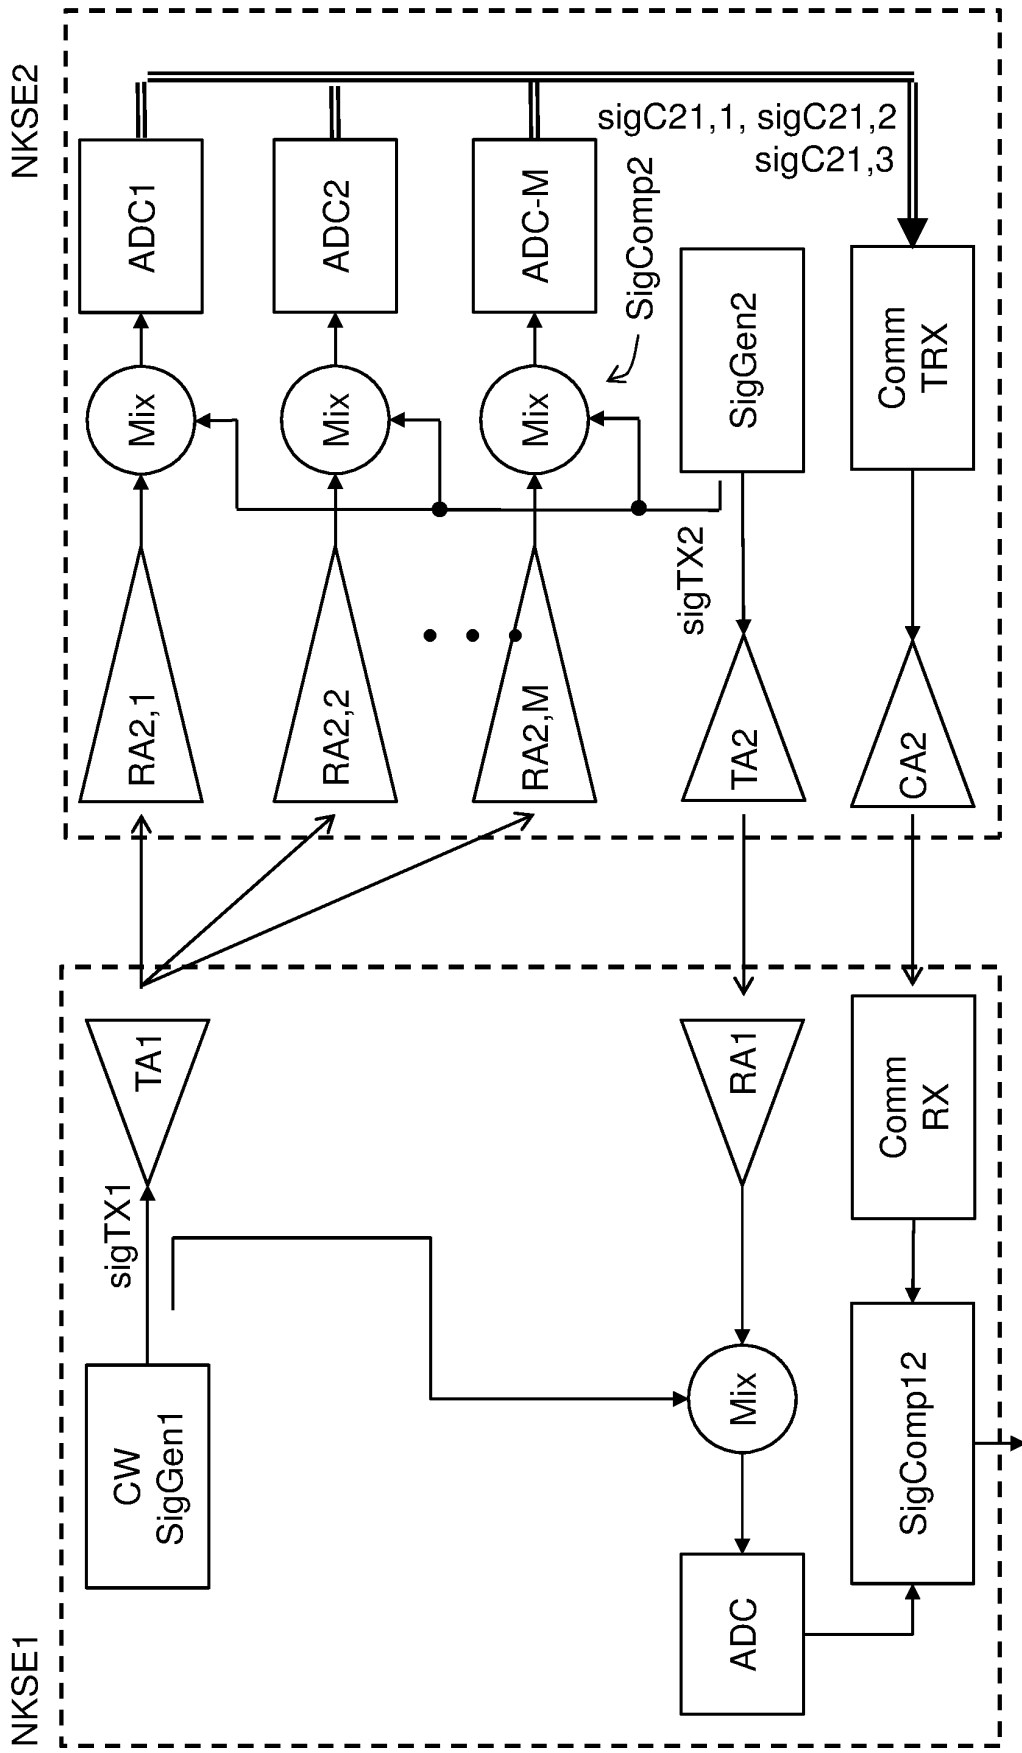 NKSE1
CW
SigGen1
sigTX1
TA1
ADC
Mix
RA1
SigComp12
Comm
RX
NKSE2
RA2,1
Mix
ADC1
RA2,2
Mix
ADC2
RA2,M
Mix
ADC-M
SigComp2
sigC21,1, sigC21,2
sigC21,3
TA2
sigTX2
SigGen2
CA2
Comm
TRX